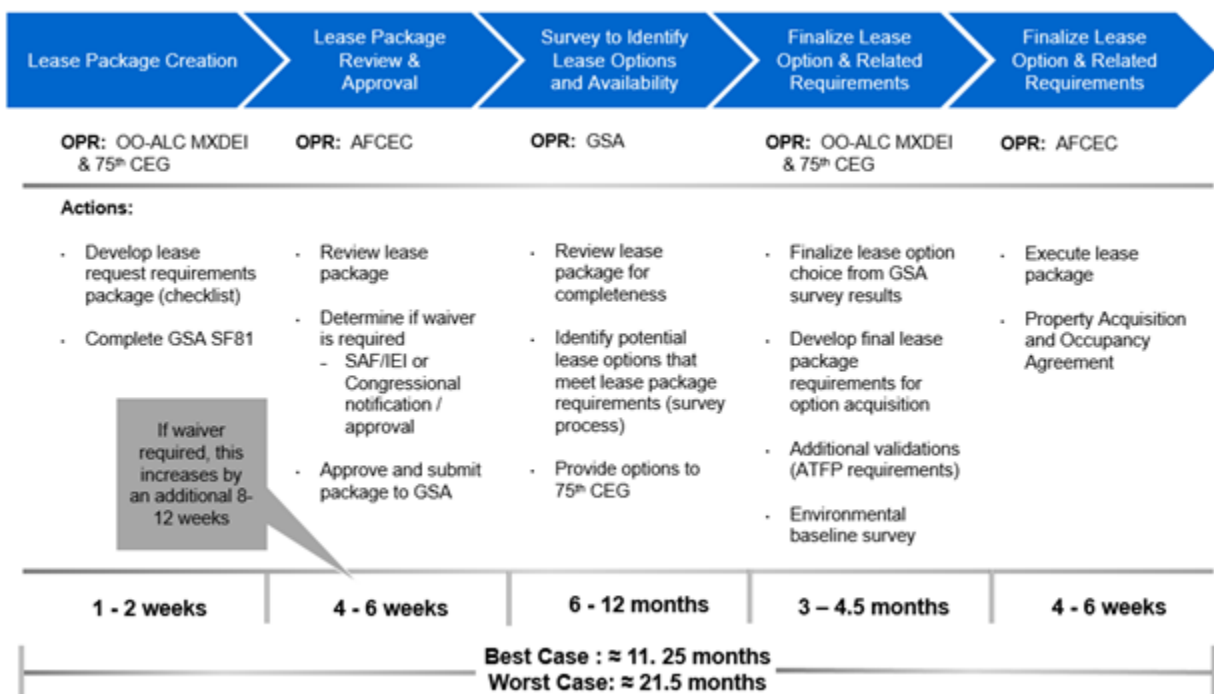 Lease Package Creation
Lease Package
Review &
Approval
Survey to Identify
Lease Options
and Availability
Finalize Lease
Option & Related
Requirements
Finalize Lease
Option & Related
Requirements
OPR: OO-ALC MXDEI
& 75th CEG
OPR: AFCEC
OPR: GSA
OPR: OO-ALC MXDEI
& 75th CEG
OPR: AFCEC
Actions:
· Develop lease
request requirements
package (checklist)
· Complete GSA SF81
If waiver
required, this
increases by
an additional 8-
12 weeks
· Review lease
package
· Determine if waiver
is required
- SAF/IEI or
Congressional
notification /
approval
· Approve and submit
package to GSA
· Review lease
package for
completeness
· Identify potential
lease options that
meet lease package
requirements (survey
process)
· Provide options to
75th CEG
· Finalize lease option
choice from GSA
survey results
· Develop final lease
package
requirements for
option acquisition
· Additional validations
(ATFP requirements)
· Environmental
baseline survey
· Execute lease
package
· Property Acquisition
and Occupancy
Agreement
1 - 2 weeks
4 - 6 weeks
6 - 12 months
3 – 4.5 months
4 - 6 weeks
Best Case : ≈ 11. 25 months
Worst Case: ≈ 21.5 months